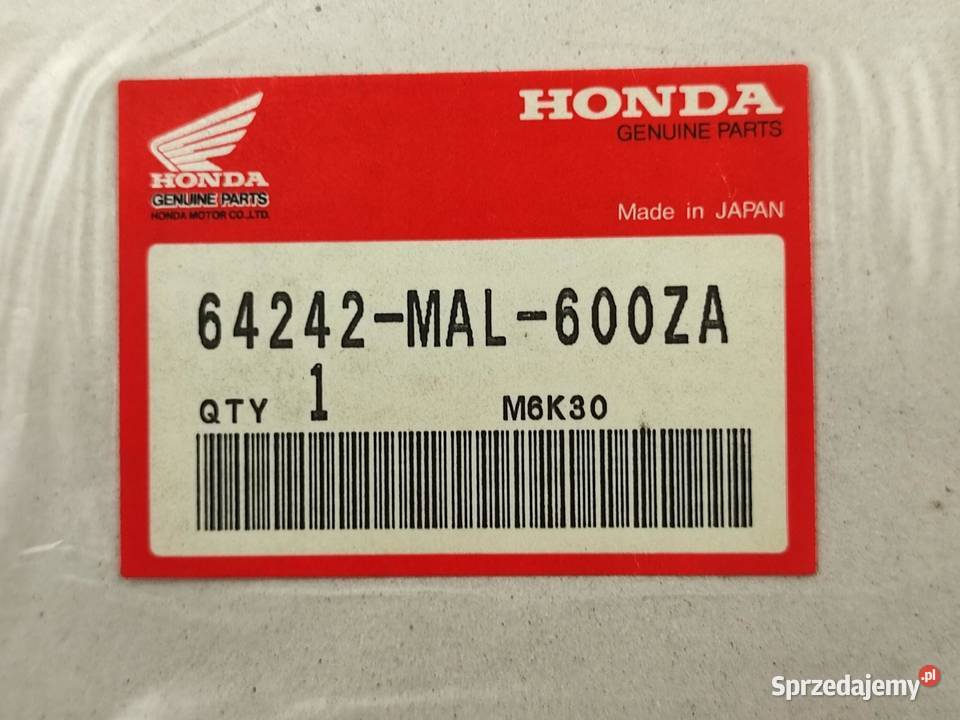 HONDA
GENUINE PARTS
HONDA
GENUINE PARTS
HONDA MOTOR CO.,LTD.
Made in JAPAN
64242-MAL-600ZA
QTY 1 M6K30
Sprzedajemy.pl